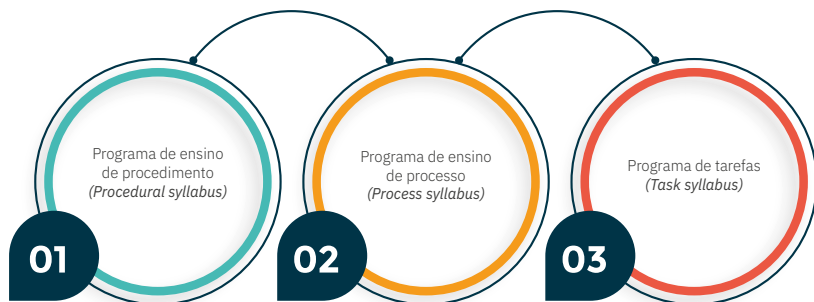 Programa de ensino
de procedimento
(Procedural syllabus)
01
Programa de ensino
de processo
(Process syllabus)
02
Programa de tarefas
(Task syllabus)
03